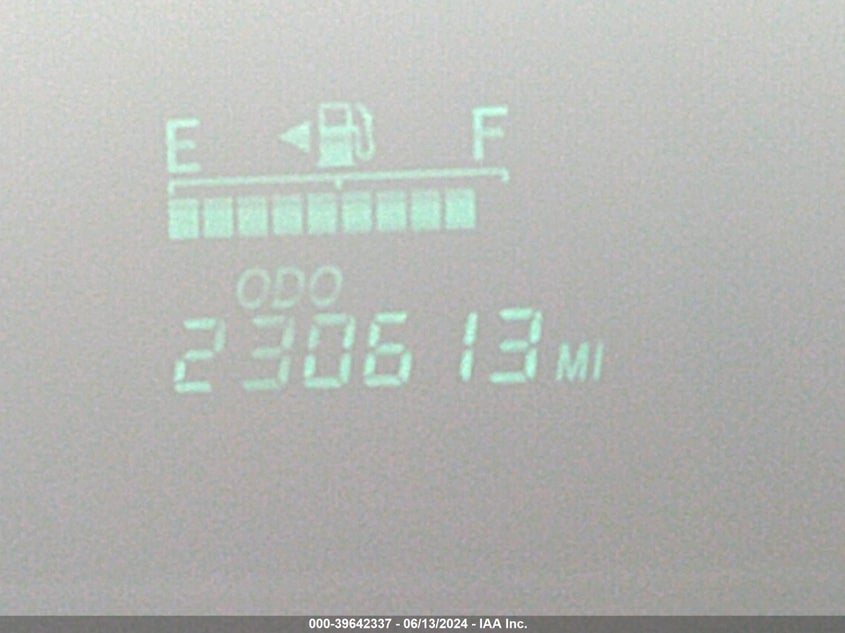 E F
ODO
230613 MI
000-39642337 - 06/13/2024 - IAA Inc.